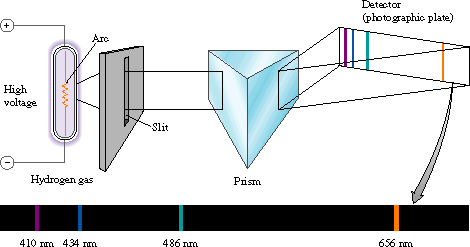 Detector
(photographic plate)
+
Arc
High
voltage
Slit
−
Hydrogen gas
Prism
410 nm 434 nm 486 nm 656 nm